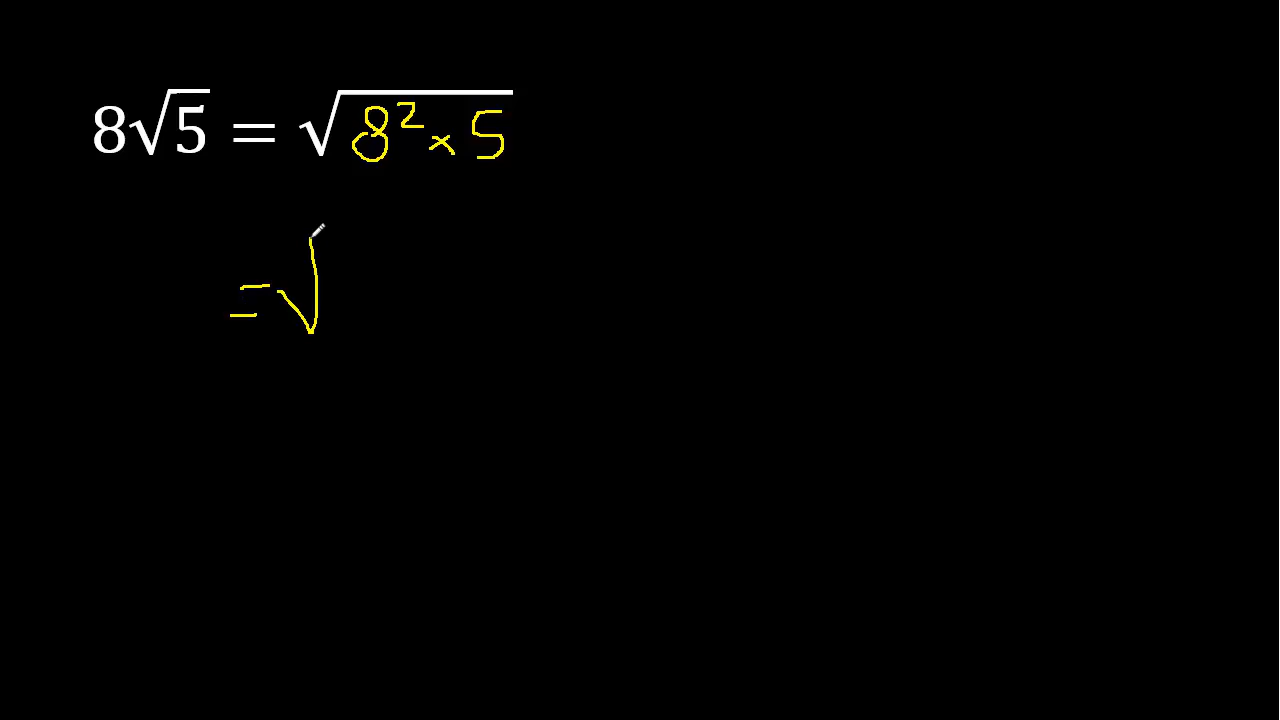 8√5 = √8² × 5
= √